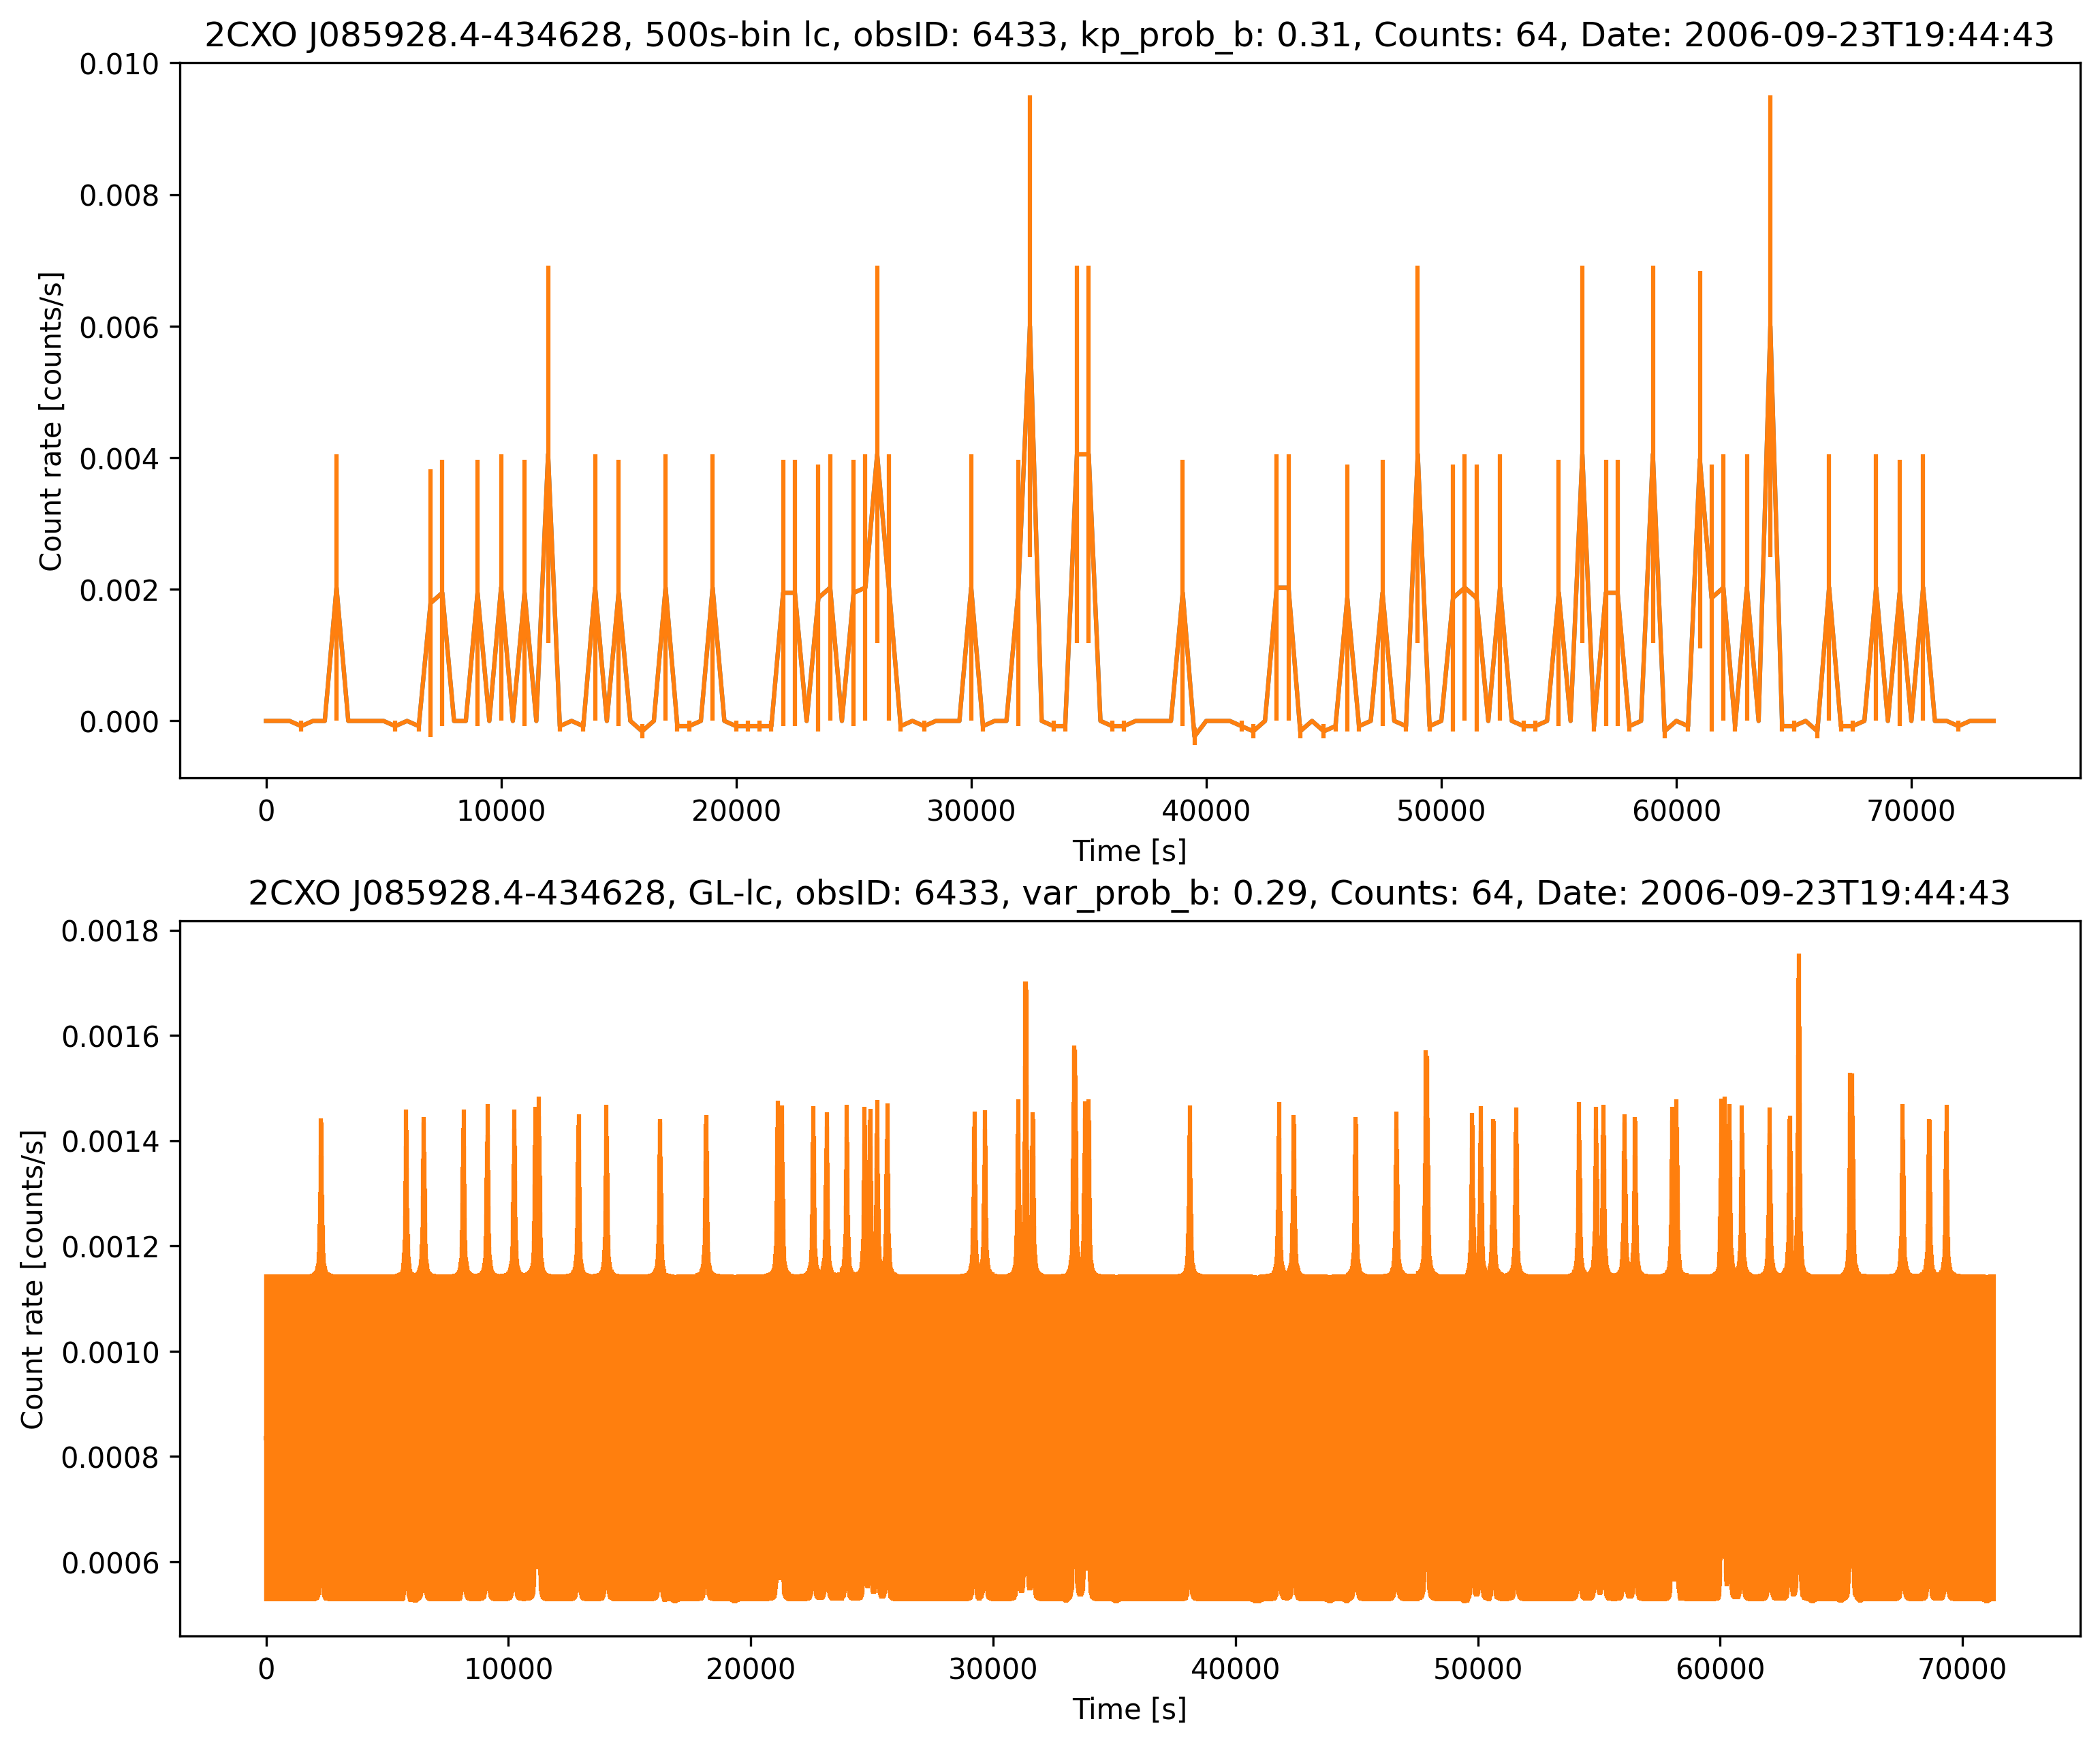 2CXO J085928.4-434628, 500s-bin lc, obsID: 6433, kp_prob_b: 0.31, Counts: 64, Date: 2006-09-23T19:44:43
0.010
0.008
0.006
0.004
0.002
0.000
Count rate [counts/s]
0 10000 20000 30000 40000 50000 60000 70000
Time [s]
2CXO J085928.4-434628, GL-lc, obsID: 6433, var_prob_b: 0.29, Counts: 64, Date: 2006-09-23T19:44:43
0.0018
0.0016
0.0014
0.0012
0.0010
0.0008
0.0006
Count rate [counts/s]
0 10000 20000 30000 40000 50000 60000 70000
Time [s]